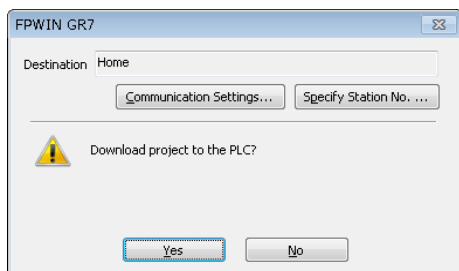 FPWIN GR7
Destination Home
Communication Settings... Specify Station No. ...
Download project to the PLC?
Yes No